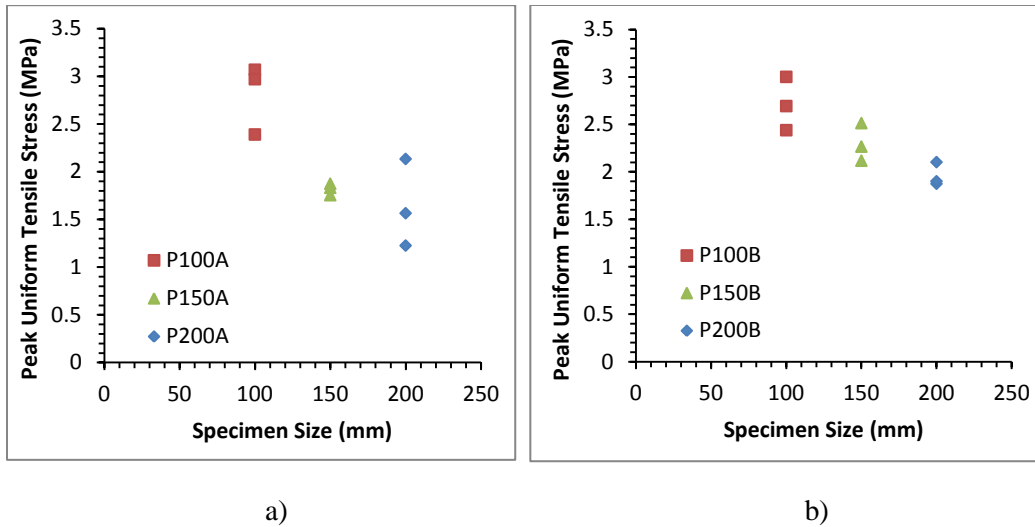 Peak Uniform Tensile Stress (MPa)
3.5
3
2.5
2
1.5
1
0.5
0
P100A
P150A
P200A
0 50 100 150 200 250
Specimen Size (mm)
a)
Peak Uniform Tensile Stress (MPa)
3.5
3
2.5
2
1.5
1
0.5
0
P100B
P150B
P200B
0 50 100 150 200 250
Specimen Size (mm)
b)